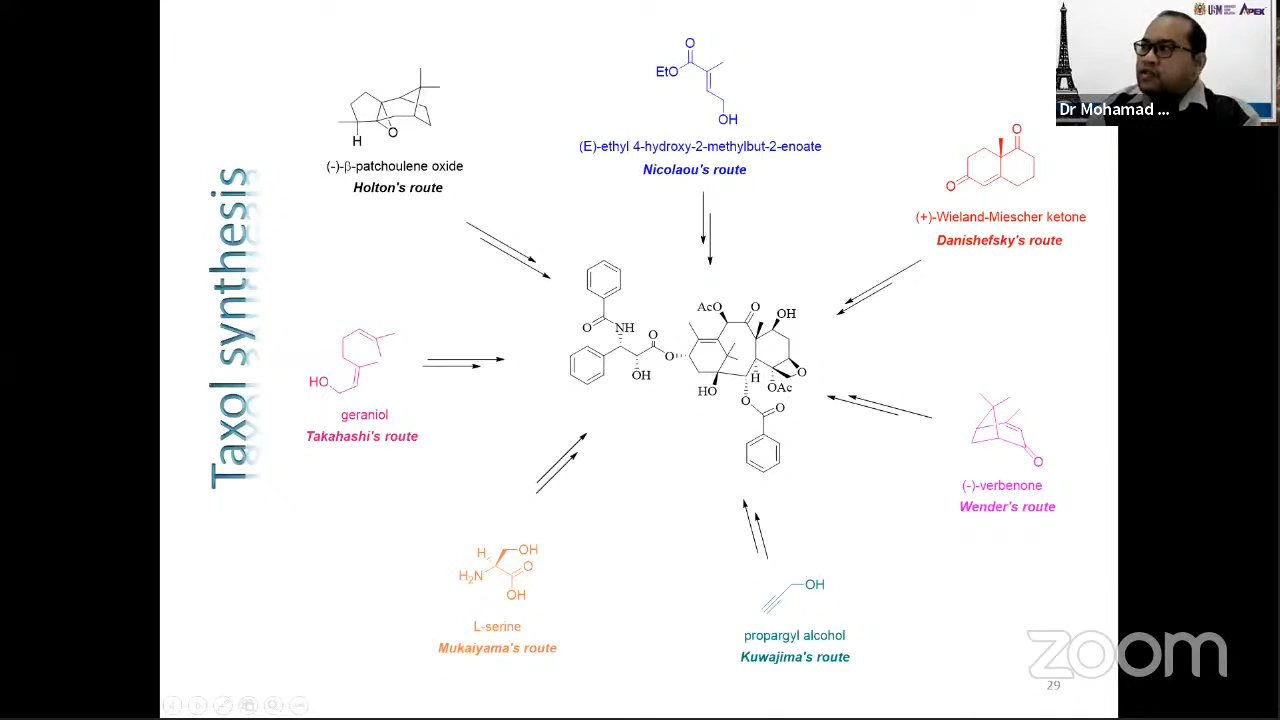 USM
APEX
Dr Mohamad ...
Taxol synthesis
H
O
(-)-β-patchoulene oxide
Holton's route
O
EtO
OH
(E)-ethyl 4-hydroxy-2-methylbut-2-enoate
Nicolaou's route
O
O
(+)-Wieland-Miescher ketone
Danishefsky's route
HO
geraniol
Takahashi's route
O
NH
O
OH
O
AcO
O
OH
HO
H
O
OAc
O
O
O
(-)-verbenone
Wender's route
H
OH
H₂N
O
OH
L-serine
Mukaiyama's route
OH
propargyl alcohol
Kuwajima's route
zoom
29